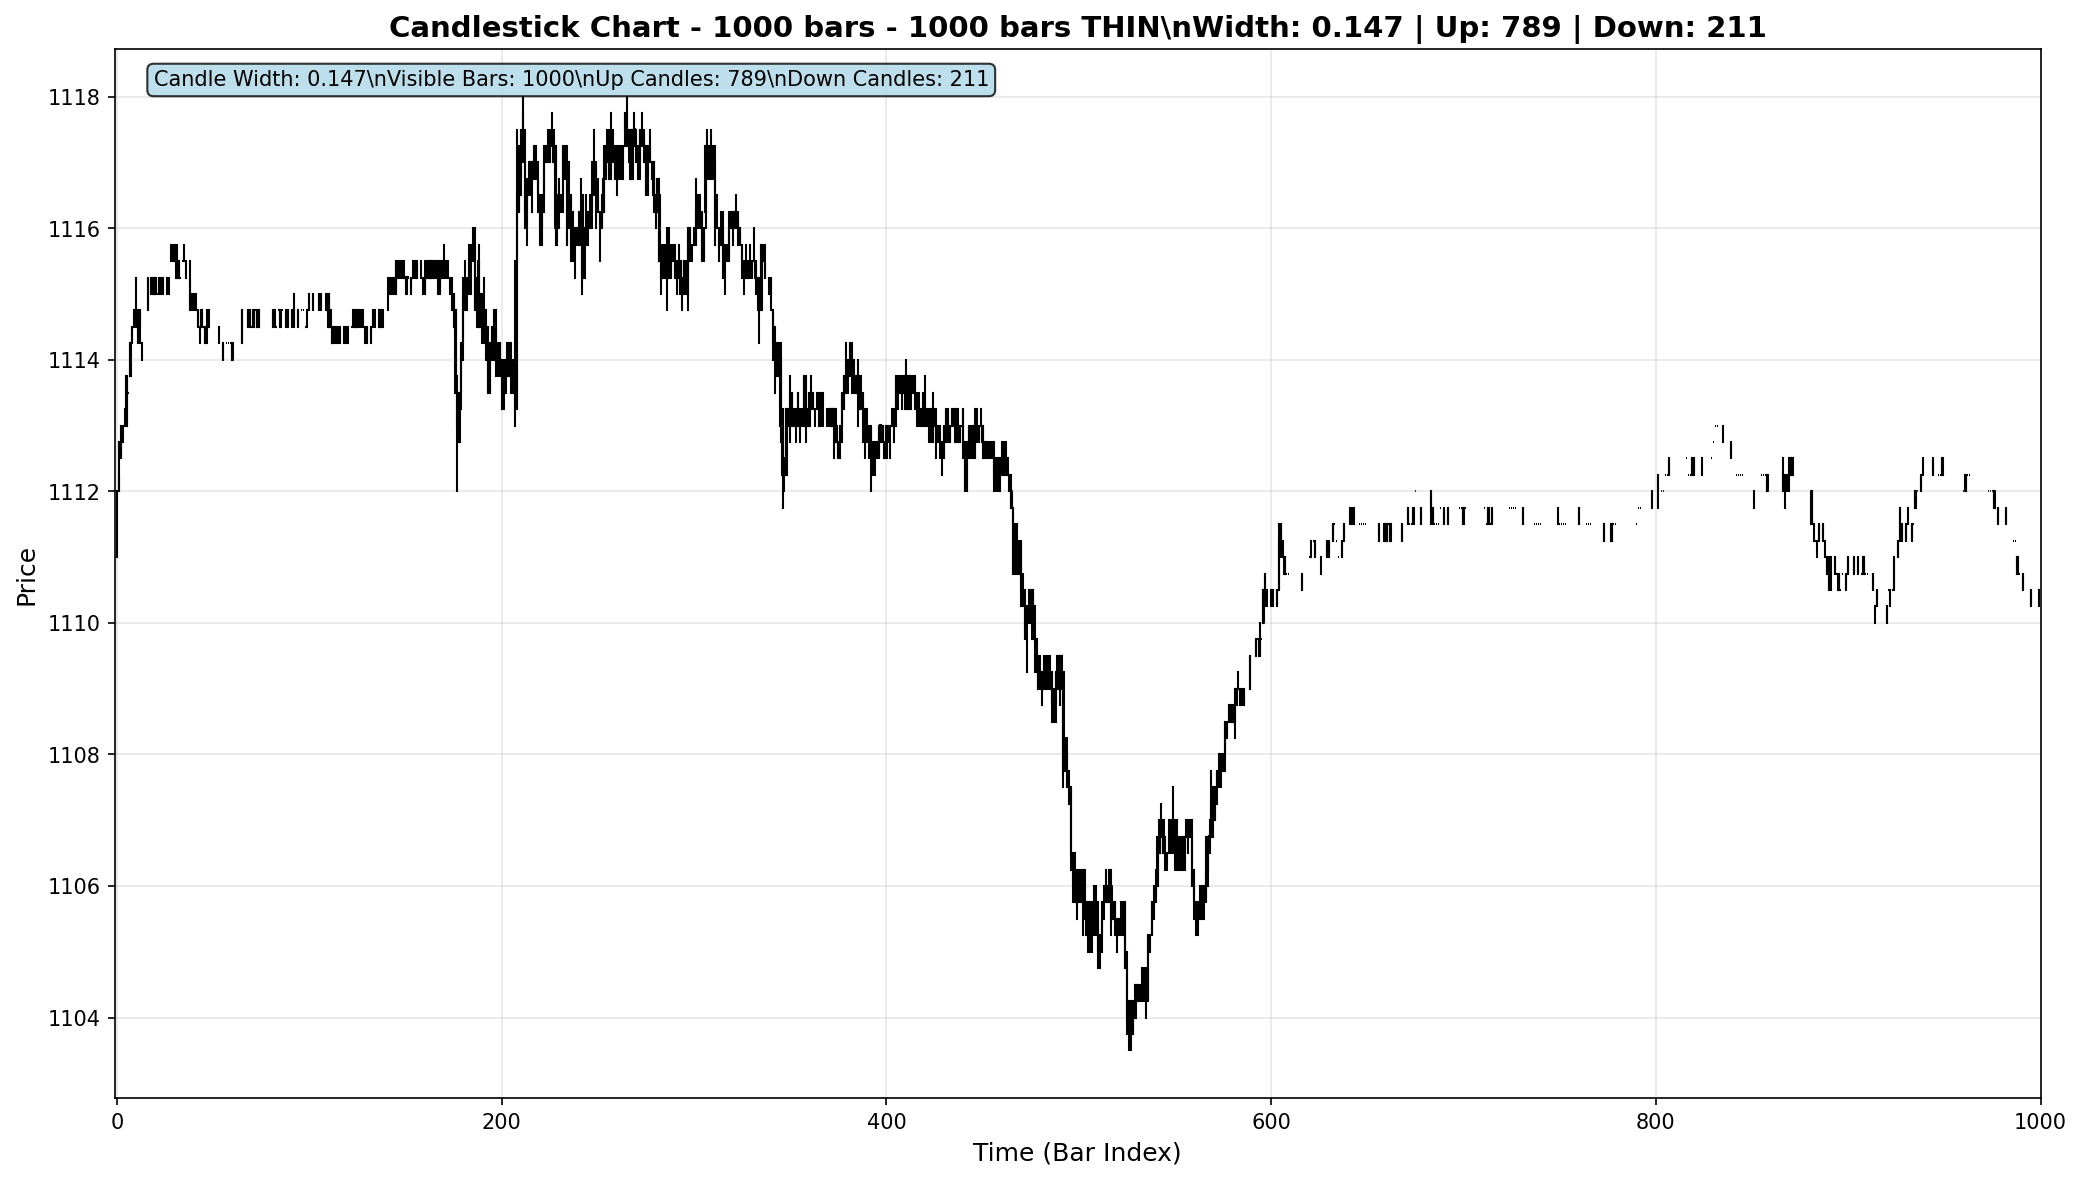 Candlestick Chart - 1000 bars - 1000 bars THIN\nWidth: 0.147 | Up: 789 | Down: 211
Candle Width: 0.147\nVisible Bars: 1000\nUp Candles: 789\nDown Candles: 211
1118
1116
1114
1112
1110
1108
1106
1104
Price
0 200 400 600 800 1000
Time (Bar Index)